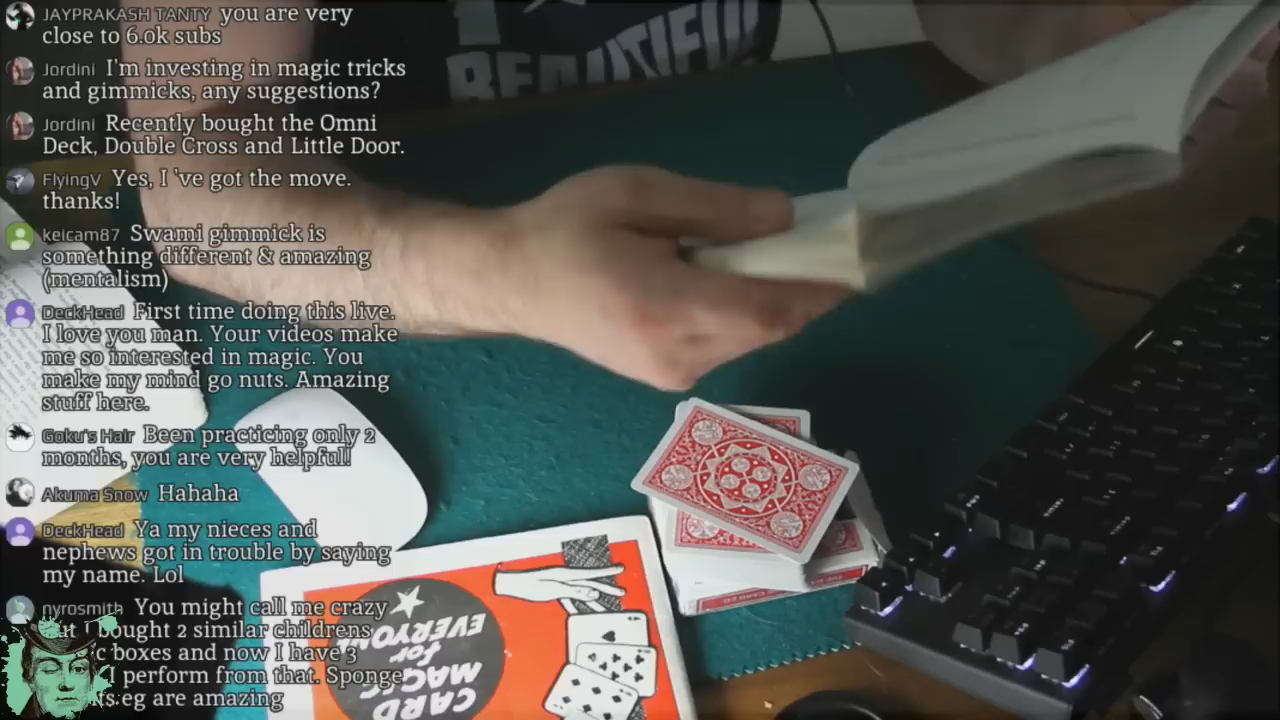 JAYPRAKASH TANTY you are very
close to 6.0k subs
Jordini I'm investing in magic tricks
and gimmicks, any suggestions?
Jordini Recently bought the Omni
Deck, Double Cross and Little Door.
FlyingV Yes, I 've got the move.
thanks!
keicam87 Swami gimmick is
something different & amazing
(mentalism)
DeckHead First time doing this live.
I love you man. Your videos make
me so interested in magic. You
make my mind go nuts. Amazing
stuff here.
Goku's Hair Been practicing only 2
months, you are very helpful!
Akuma Snow Hahaha
DeckHead Ya my nieces and
nephews got in trouble by saying
my name. Lol
nyrosmith You might call me crazy
bought 2 similar childrens
boxes and now I have 3
I perform from that. Sponge
eg are amazing
BEAUTIFUL
CARD
MAGIC
for
EVERYONE